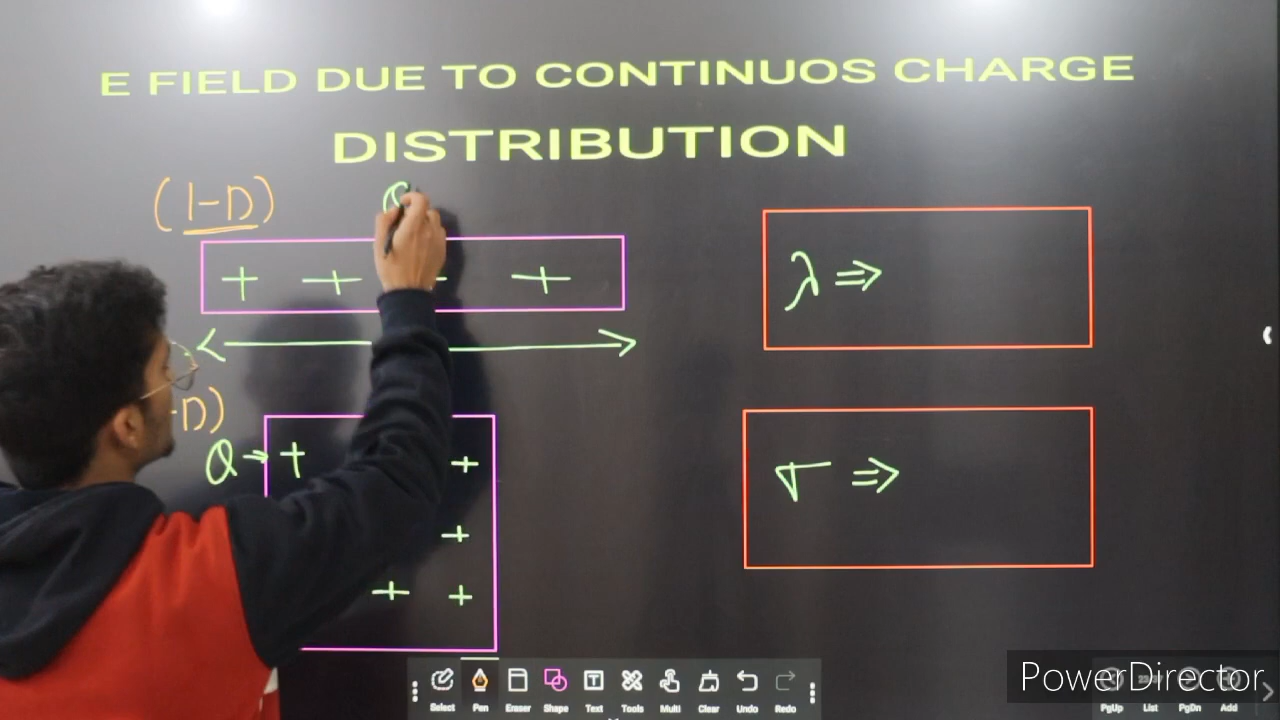 E FIELD DUE TO CONTINUOS CHARGE
DISTRIBUTION
(1-D)
+ + - +
λ ⇒
-D)
Q → + +
σ ⇒
+
+ +
Select Pen Eraser Shape Text Tools Multi Clear Undo Redo
PowerDirector
PgUp List PgDn Add